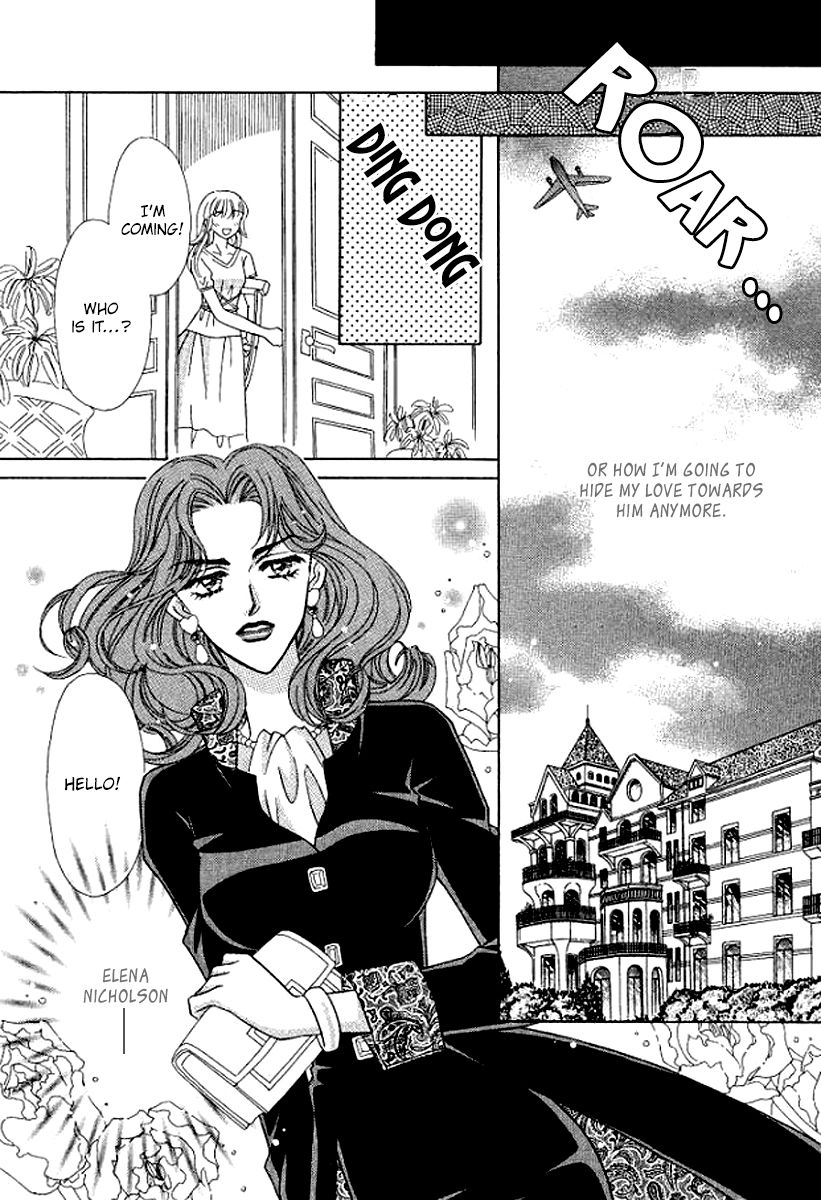 ROAR...
OR HOW I'M GOING TO
HIDE MY LOVE TOWARDS
HIM ANYMORE.
DING DONG
I'M
COMING!
WHO
IS IT...?
HELLO!
ELENA
NICHOLSON